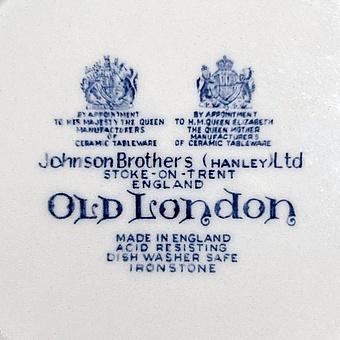 BY APPOINTMENT
TO HIS MAJESTY THE QUEEN
MANUFACTURERS
OF
CERAMIC TABLEWARE
BY APPOINTMENT
TO H.M. QUEEN ELIZABETH
THE QUEEN MOTHER
MANUFACTURERS
OF CERAMIC TABLEWARE
Johnson Brothers (HANLEY) Ltd
STOKE-ON-TRENT
ENGLAND
OLD LONDON
MADE IN ENGLAND
ACID RESISTING
DISH WASHER SAFE
IRONSTONE